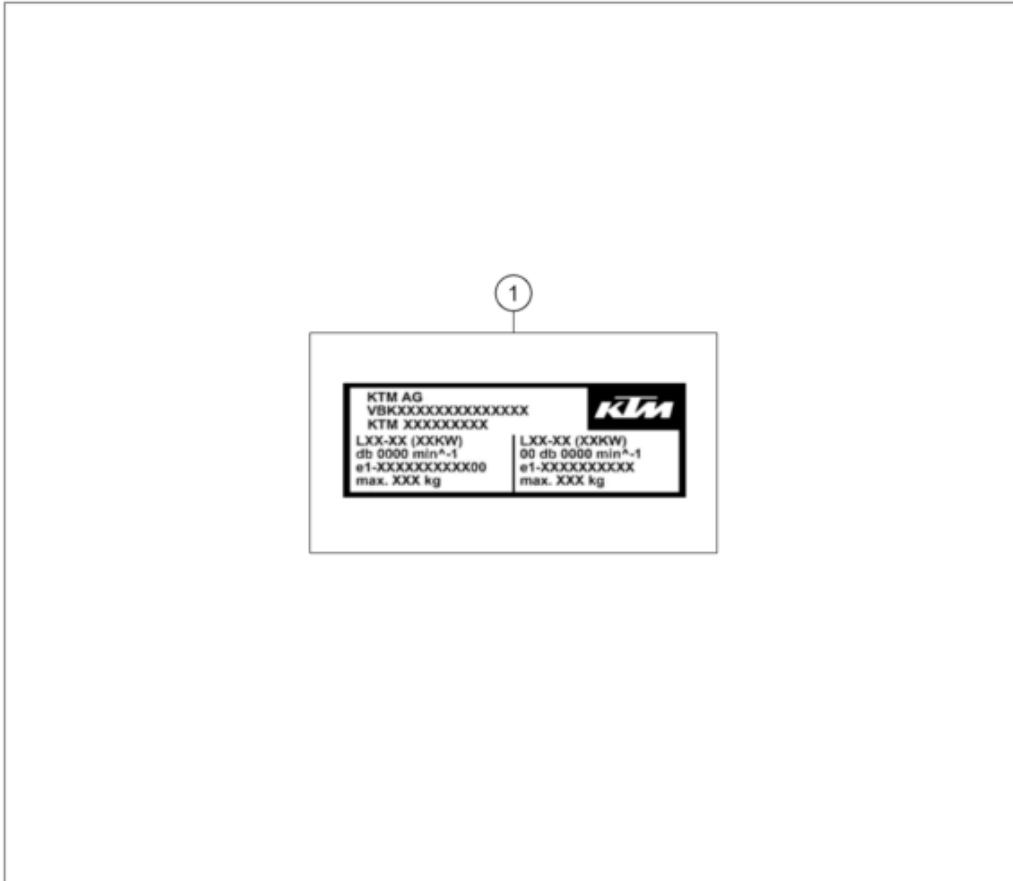 1
KTM AG
VBKXXXXXXXXXXXXXX
KTM XXXXXXXXX
KTM
LXX-XX (XXKW)
db 0000 min^-1
e1-XXXXXXXXXX00
max. XXX kg
LXX-XX (XXKW)
00 db 0000 min^-1
e1-XXXXXXXXXX
max. XXX kg